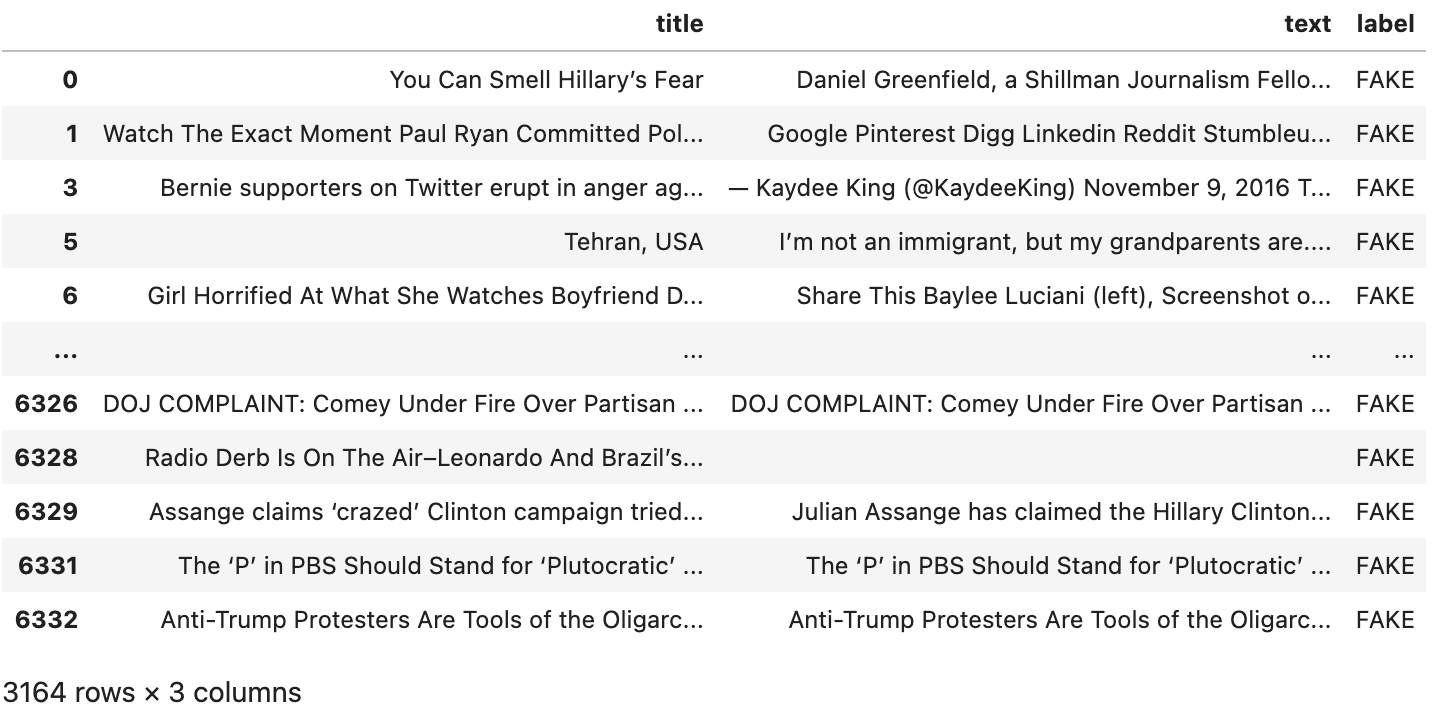 title text label
0 You Can Smell Hillary’s Fear Daniel Greenfield, a Shillman Journalism Fello... FAKE
1 Watch The Exact Moment Paul Ryan Committed Pol... Google Pinterest Digg Linkedin Reddit Stumbleu... FAKE
3 Bernie supporters on Twitter erupt in anger ag... — Kaydee King (@KaydeeKing) November 9, 2016 T... FAKE
5 Tehran, USA I’m not an immigrant, but my grandparents are.... FAKE
6 Girl Horrified At What She Watches Boyfriend D... Share This Baylee Luciani (left), Screenshot o... FAKE
... ... ... ...
6326 DOJ COMPLAINT: Comey Under Fire Over Partisan ... DOJ COMPLAINT: Comey Under Fire Over Partisan ... FAKE
6328 Radio Derb Is On The Air–Leonardo And Brazil’s... FAKE
6329 Assange claims ‘crazed’ Clinton campaign tried... Julian Assange has claimed the Hillary Clinton... FAKE
6331 The ‘P’ in PBS Should Stand for ‘Plutocratic’ ... The ‘P’ in PBS Should Stand for ‘Plutocratic’ ... FAKE
6332 Anti-Trump Protesters Are Tools of the Oligarc... Anti-Trump Protesters Are Tools of the Oligarc... FAKE
3164 rows × 3 columns